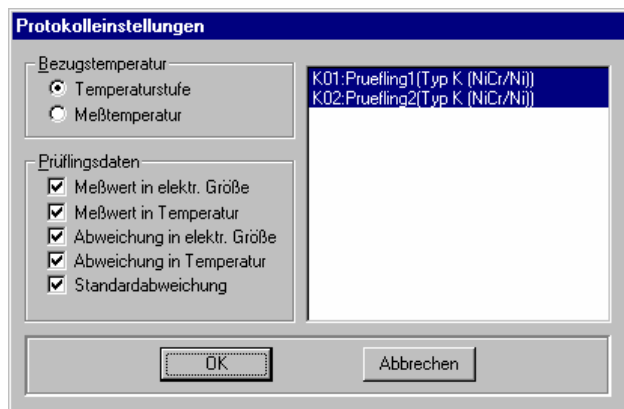 Protokolleinstellungen
Bezugstemperatur
Temperaturstufe
Meßtemperatur
Prüflingsdaten
Meßwert in elektr. Größe
Meßwert in Temperatur
Abweichung in elektr. Größe
Abweichung in Temperatur
Standardabweichung
K01:Pruefling1(Typ K (NiCr/Ni))
K02:Pruefling2(Typ K (NiCr/Ni))
OK
Abbrechen